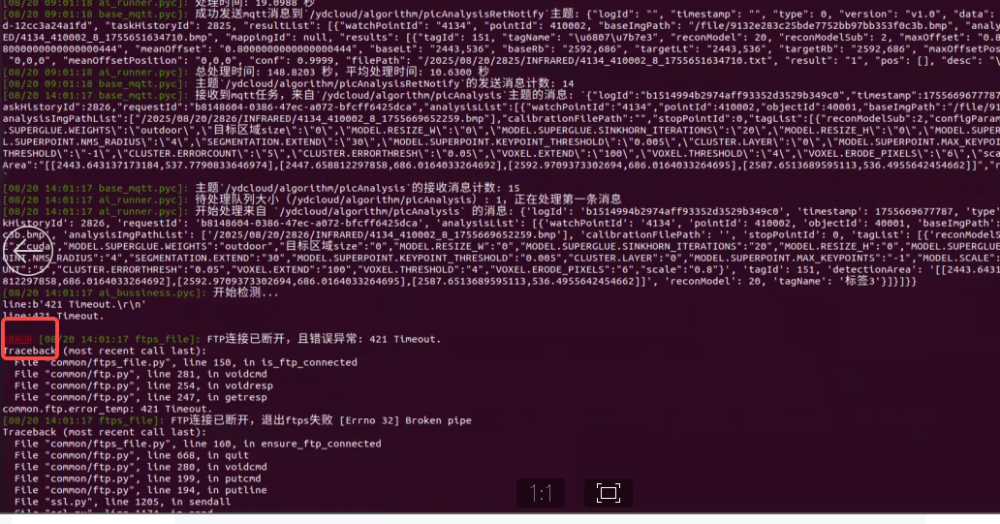 [08/20 09:01:18 ai_runner.pyc]: 处理时间: 19.0988 秒
[08/20 09:01:18 base_mqtt.pyc]: 成功发送mqtt消息到`/ydcloud/algorithm/picAnalysisRetNotify`主题: {"logId": "", "timestamp": "", "type": 0, "version": "v1.0", "data":
d-12cc3a24a1fd", "taskHistoryId": 2825, "resultList": [{"watchPointId": "4134", "pointId": 410002, "basePath": "/file/9132e283c25bde7752bb97bb353f0c3b.bmp", "anal
ED/4134_410002_8_1755651634710.bmp", "mappingId": null, "results": [{"tagId": 151, "tagName": "\u6807\u7b7e3", "reconModel": 20, "reconModelSub": 2, "maxOffset": 0.8
8000000000000000444", "meanOffset": 0.8000000000000000444", "baseLt": "2443,536", "baseRb": "2592,686", "targetLt": "2443,536", "targetRb": "2592,686", "maxOffsetPos
"0,0,0", "meanOffsetPosition": "0,0,0", "conf": 0.9999, "filePath": "/2025/08/20/2825/INFRARED/4134_410002_8_1755651634710.txt", "result": "1", "pos": [], "desc": "\
[08/20 09:01:18 ai_runner.pyc]: 总处理时间: 148.8203 秒，平均处理时间: 10.6300 秒
[08/20 09:01:18 base_mqtt.pyc]: 主题`/ydcloud/algorithm/picAnalysisRetNotify`的发送消息计数: 14
[08/20 14:01:17 base_mqtt.pyc]: 接收到mqtt任务，来自`/ydcloud/algorithm/picAnalysis`主题的消息: `{"logId":"b1514994b2974aff93352d3529b349c0","timestamp":1755669677787
askHistoryId":2826,"requestId":"b8148604-0386-47ec-a072-bfcff6425dca","analysisList":[{"watchPointId":"4134","pointId":410002,"objectId":40001,"baseImgPath":"/file/9
analysisImgPathList":["/2025/08/20/2826/INFRARED/4134_410002_8_1755669652259.bmp"],"calibrationFilePath":"","stopPointId":0,"tagList":[{"reconModelSub":2,"configPara
.SUPERGLUE.WEIGHTS\":\"outdoor\",\"目标区域size\":\"0\",\"MODEL.RESIZE_W\":\"0\",\"MODEL.SUPERGLUE.SINKHORN_ITERATIONS\":\"20\",\"MODEL.RESIZE_H\":\"0\",\"MODEL.SUP
L.SUPERPOINT.NMS_RADIUS\":\"4\",\"SEGMENTATION.EXTEND\":\"30\",\"MODEL.SUPERPOINT.KEYPOINT_THRESHOLD\":\"0.005\",\"CLUSTER.LAYER\":\"0\",\"MODEL.SUPERPOINT.MAX_KEYPO
THRESHOLD\":\"-1\",\"CLUSTER.ERRORCOUNT\":\"5\",\"CLUSTER.ERRORTHRESH\":\"0.05\",\"VOXEL.EXTEND\":\"100\",\"VOXEL.THRESHOLD\":\"4\",\"VOXEL.ERODE_PIXELS\":\"6\",\"sca
Area":"[[2443.643137173184,537.7790833646974],[2447.658812297858,686.0164033264692],[2592.9709373302694,686.0164033264695],[2587.6513689595113,536.4955642454662]]","r
[08/20 14:01:17 base_mqtt.pyc]: 主题`/ydcloud/algorithm/picAnalysis`的接收消息计数: 15
[08/20 14:01:17 ai_runner.pyc]: 待处理队列大小（/ydcloud/algorithm/picAnalysis）: 1，正在处理第一条消息
[08/20 14:01:17 ai_runner.pyc]: 开始处理来自 `/ydcloud/algorithm/picAnalysis` 的消息: {'logId': 'b1514994b2974aff93352d3529b349c0', 'timestamp': 1755669677787, 'type'
kHistoryId': 2826, 'requestId': 'b8148604-0386-47ec-a072-bfcff6425dca', 'analysisList': [{'watchPointId': '4134', 'pointId': 410002, 'objectId': 40001, 'baseImgPath'
c3b.bmp', 'analysisImgPathList': ['/2025/08/20/2826/INFRARED/4134_410002_8_1755669652259.bmp'], 'calibrationFilePath': '', 'stopPointId': 0, 'tagList': [{'reconModelS
"cuda","MODEL.SUPERGLUE.WEIGHTS":"outdoor","目标区域size":"0","MODEL.RESIZE_W":"0","MODEL.SUPERGLUE.SINKHORN_ITERATIONS":"20","MODEL.RESIZE_H":"0","MODEL.SUPERGLUE
OINT.NMS_RADIUS":"4","SEGMENTATION.EXTEND":"30","MODEL.SUPERPOINT.KEYPOINT_THRESHOLD":"0.005","CLUSTER.LAYER":"0","MODEL.SUPERPOINT.MAX_KEYPOINTS":"-1","MODEL.SCALE":
"5","CLUSTER.ERRORTHRESH":"0.05","VOXEL.EXTEND":"100","VOXEL.THRESHOLD":"4","VOXEL.ERODE_PIXELS":"6","scale":"0.8"}', 'tagId': 151, 'detectionArea': '[[2443.64313
812297858,686.0164033264692],[2592.9709373302694,686.0164033264695],[2587.6513689595113,536.4955642454662]]', 'reconModel': 20, 'tagName': '标签3'}]}]}}
[08/20 14:01:17 ai_bussiness.pyc]: 开始检测...
line:b'421 Timeout.\r\n'
line:421 Timeout.
ERROR [08/20 14:01:17 ftps_file]: FTP连接已断开，且错误异常: 421 Timeout.
Traceback (most recent call last):
File "common/ftps_file.py", line 150, in is_ftp_connected
File "common/ftp.py", line 281, in voidcmd
File "common/ftp.py", line 254, in voidresp
File "common/ftp.py", line 247, in getresp
common.ftp.error_temp: 421 Timeout.
[08/20 14:01:17 ftps_file]: FTP连接已断开，退出ftps失败 [Errno 32] Broken pipe
Traceback (most recent call last):
File "common/ftps_file.py", line 160, in ensure_ftp_connected
File "common/ftp.py", line 668, in quit
File "common/ftp.py", line 280, in voidcmd
File "common/ftp.py", line 199, in putcmd
File "common/ftp.py", line 194, in putline
File "ssl.py", line 1205, in sendall
1:1